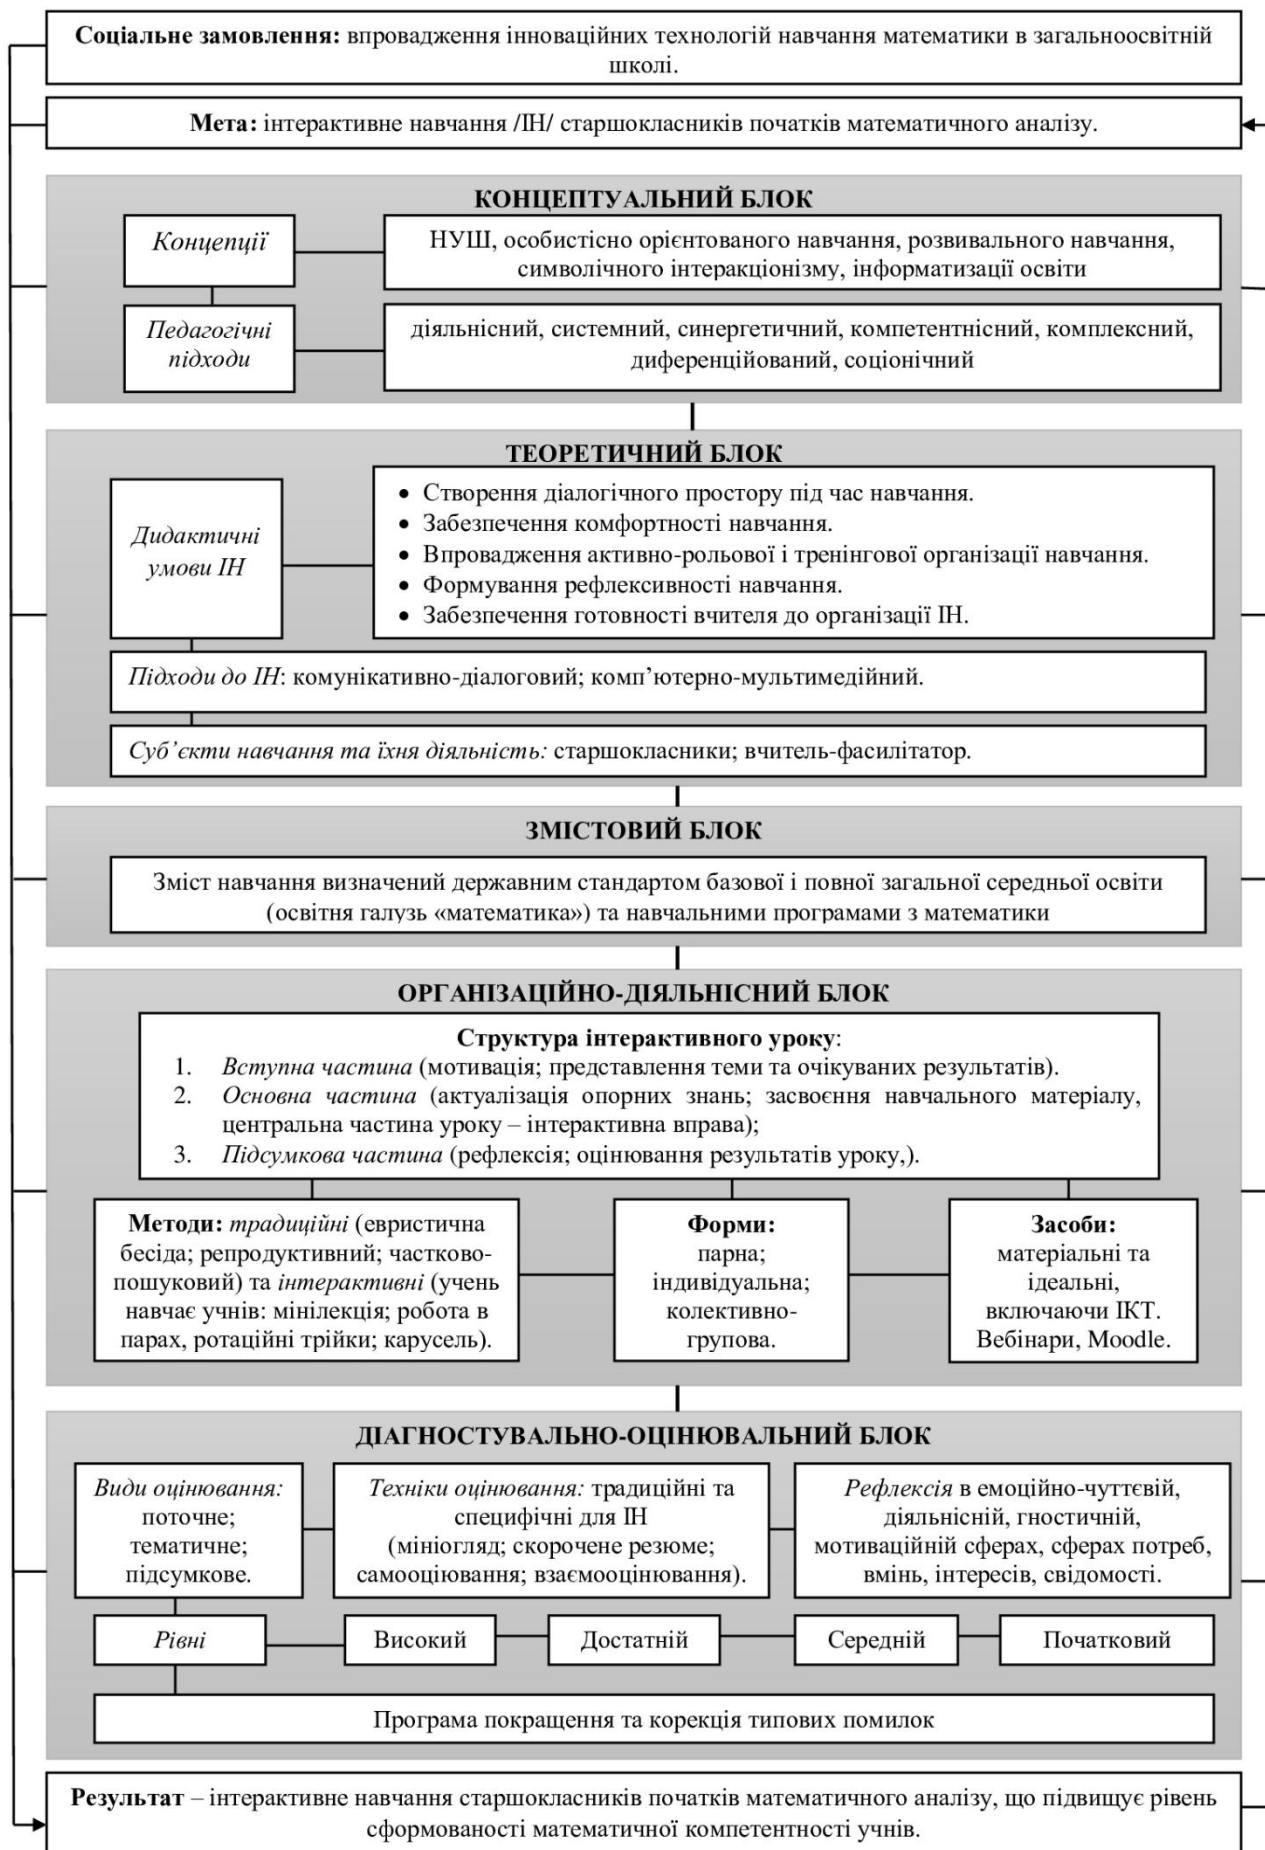 Соціальне замовлення: впровадження інноваційних технологій навчання математики в загальноосвітній
школі.
Мета: інтерактивне навчання /ІН/ старшокласників початків математичного аналізу.
КОНЦЕПТУАЛЬНИЙ БЛОК
Концепції
НУШ, особистісно орієнтованого навчання, розвивального навчання,
символічного інтеракціонізму, інформатизації освіти
Педагогічні
підходи
діяльнісний, системний, синергетичний, компетентнісний, комплексний,
диференційований, соціонічний
ТЕОРЕТИЧНИЙ БЛОК
Дидактичні
умови ІН
• Створення діалогічного простору під час навчання.
• Забезпечення комфортності навчання.
• Впровадження активно-рольової і тренінгової організації навчання.
• Формування рефлексивності навчання.
• Забезпечення готовності вчителя до організації ІН.
Підходи до ІН: комунікативно-діалоговий; комп’ютерно-мультимедійний.
Суб’єкти навчання та їхня діяльність: старшокласники; вчитель-фасилітатор.
ЗМІСТОВИЙ БЛОК
Зміст навчання визначений державним стандартом базової і повної загальної середньої освіти
(освітня галузь «математика») та навчальними програмами з математики
ОРГАНІЗАЦІЙНО-ДІЯЛЬНІСНИЙ БЛОК
Структура інтерактивного уроку:
1. Вступна частина (мотивація; представлення теми та очікуваних результатів).
2. Основна частина (актуалізація опорних знань; засвоєння навчального матеріалу,
центральна частина уроку – інтерактивна вправа);
3. Підсумкова частина (рефлексія; оцінювання результатів уроку,).
Методи: традиційні (евристична
бесіда; репродуктивний; частково-
пошуковий) та інтерактивні (учень
навчає учнів: мінілекція; робота в
парах, ротаційні трійки; карусель).
Форми:
парна;
індивідуальна;
колективно-
групова.
Засоби:
матеріальні та
ідеальні,
включаючи ІКТ.
Вебінари, Moodle.
ДІАГНОСТУВАЛЬНО-ОЦІНЮВАЛЬНИЙ БЛОК
Види оцінювання:
поточне;
тематичне;
підсумкове.
Техніки оцінювання: традиційні та
специфічні для ІН
(мініогляд; скорочене резюме;
самооціювання; взаємооцінювання).
Рефлексія в емоційно-чуттєвій,
діяльнісній, гностичній,
мотиваційній сферах, сферах потреб,
вмінь, інтересів, свідомості.
Рівні
Високий
Достатній
Середній
Початковий
Програма покращення та корекція типових помилок
Результат – інтерактивне навчання старшокласників початків математичного аналізу, що підвищує рівень
сформованості математичної компетентності учнів.